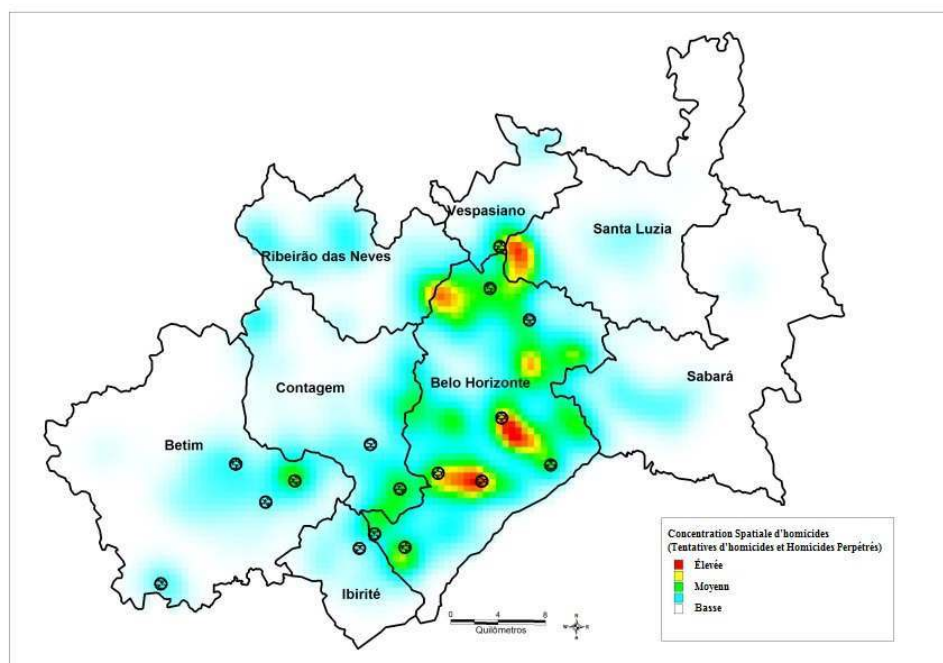 Vespasiano
Santa Luzia
Ribeirão das Neves
Belo Horizonte
Sabará
Contagem
Betim
Ibirité
0 4 8
Quilômetros
Concentration Spatiale d'homicides
(Tentatives d'homicides et Homicides Perpétrés)
Élevée
Moyenn
Basse